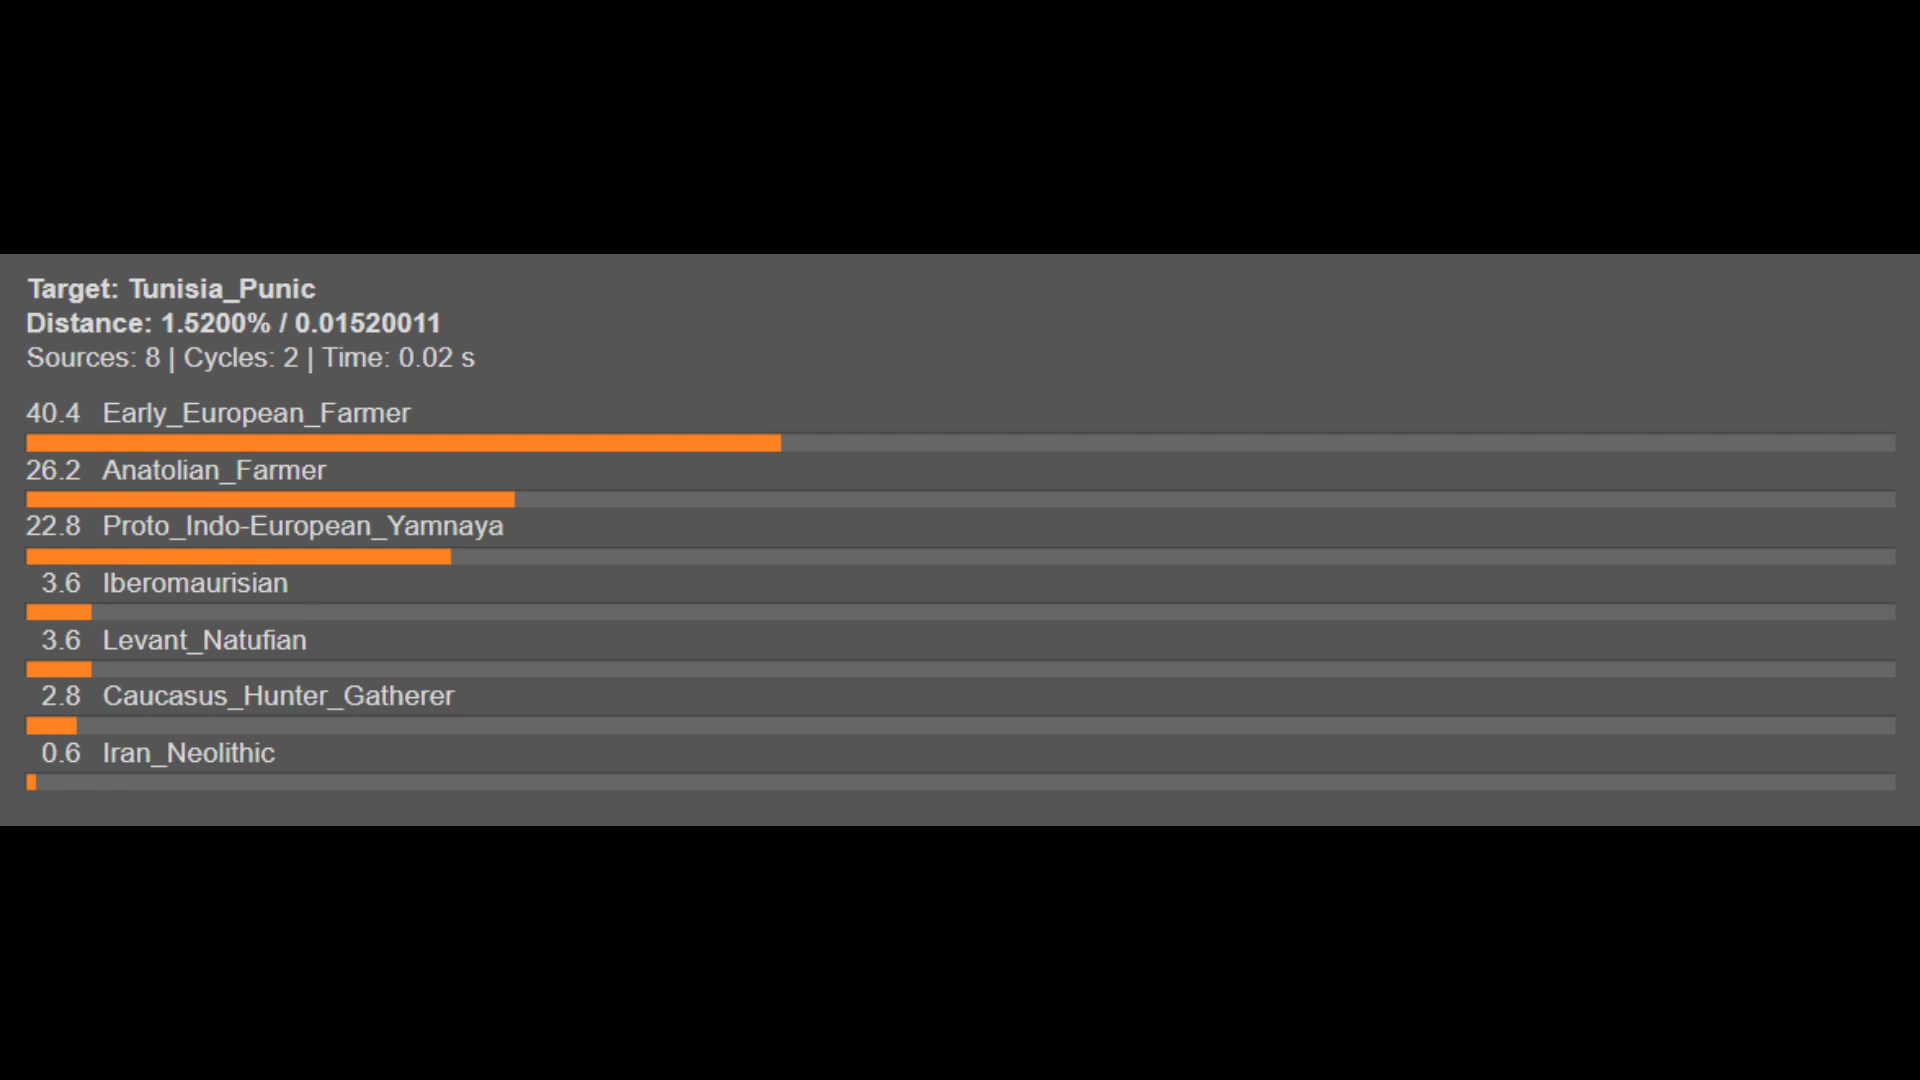 Target: Tunisia_Punic
Distance: 1.5200% / 0.01520011
Sources: 8 | Cycles: 2 | Time: 0.02 s
40.4 Early_European_Farmer
26.2 Anatolian_Farmer
22.8 Proto_Indo-European_Yamnaya
3.6 Iberomaurisian
3.6 Levant_Natufian
2.8 Caucasus_Hunter_Gatherer
0.6 Iran_Neolithic